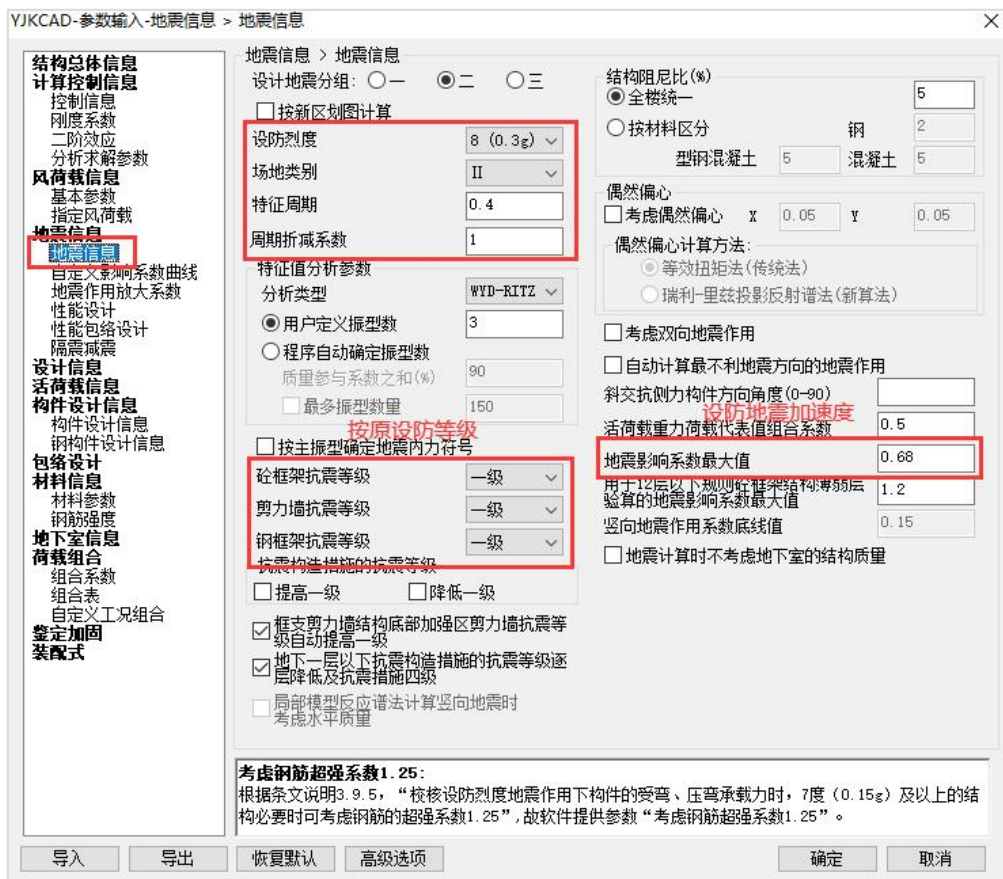 YJKCAD-参数输入-地震信息 > 地震信息
结构总体信息
计算控制信息
控制信息
刚度系数
二阶效应
分析求解参数
风荷载信息
基本参数
指定风荷载
地震信息
地震信息
自定义影响系数曲线
地震作用放大系数
性能设计
性能包络设计
隔震减震
设计信息
活荷载信息
构件设计信息
构件设计信息
钢构件设计信息
包络设计
材料信息
材料参数
钢筋强度
地下室信息
荷载组合
组合系数
组合表
自定义工况组合
鉴定加固
装配式
地震信息 > 地震信息
设计地震分组: 一 二 三
按新区划图计算
设防烈度 8 (0.3g)
场地类别 II
特征周期 0.4
周期折减系数 1
特征值分析参数
分析类型 WYD-RITZ
用户定义振型数 3
程序自动确定振型数
质量参与系数之和(%) 90
最多振型数量 150
按原设防等级
按主振型确定地震内力符号
砼框架抗震等级 一级
剪力墙抗震等级 一级
钢框架抗震等级 一级
抗震构造措施的抗震等级
提高一级 降低一级
框支剪力墙结构底部加强区剪力墙抗震等
级自动提高一级
地下一层以下抗震构造措施的抗震等级逐
层降低及抗震措施四级
局部模型反应谱法计算竖向地震时
考虑水平质量
结构阻尼比(%)
全楼统一 5
按材料区分 钢 2
型钢混凝土 5 混凝土 5
偶然偏心
考虑偶然偏心 X 0.05 Y 0.05
偶然偏心计算方法:
等效扭矩法(传统法)
瑞利-里兹投影反射谱法(新算法)
考虑双向地震作用
自动计算最不利地震方向的地震作用
斜交抗侧力构件方向角度(0-90)
设防地震加速度
活荷载重力荷载代表值组合系数 0.5
地震影响系数最大值 0.68
用于12层以下规则砼框架结构薄弱层
验算的地震影响系数最大值 1.2
竖向地震作用系数底线值 0.15
地震计算时不考虑地下室的结构质量
考虑钢筋超强系数1.25:
根据条文说明3.9.5，“校核设防烈度地震作用下构件的受弯、压弯承载力时，7度（0.15g）及以上的结
构必要时可考虑钢筋的超强系数1.25”,故软件提供参数“考虑钢筋超强系数1.25”。
导入 导出 恢复默认 高级选项 确定 取消